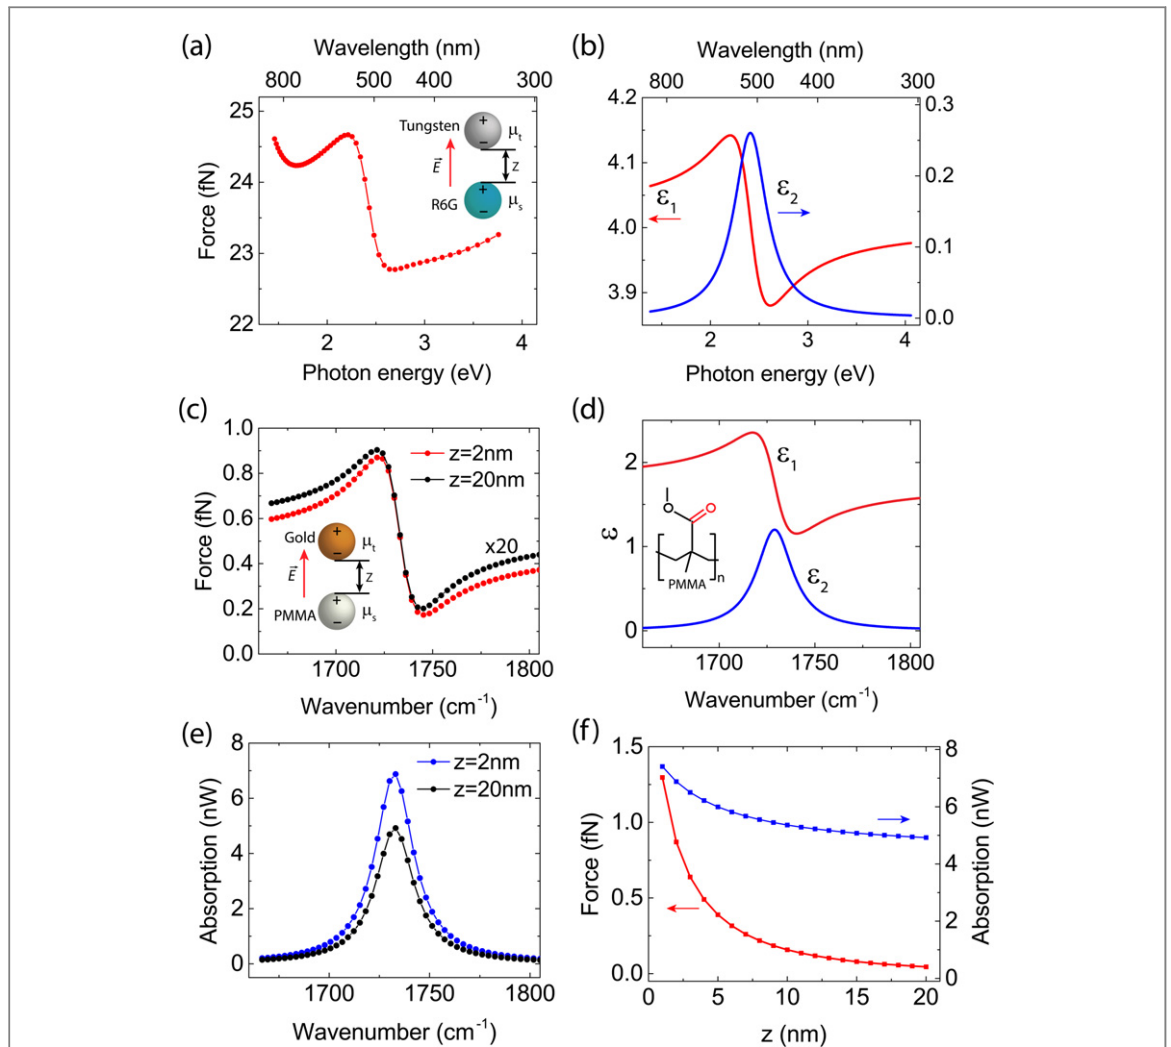 (a)
Wavelength (nm)
800 500 400 300
25
24
23
22
Force (fN)
Tungsten
+
−
μt
E
Z
R6G
+
−
μs
2 3 4
Photon energy (eV)
(b)
Wavelength (nm)
800 500 400 300
4.2
4.1
4.0
3.9
0.3
0.2
0.1
0.0
ε1
ε2
2 3 4
Photon energy (eV)
(c)
1.0
0.8
0.6
0.4
0.2
0.0
Force (fN)
z=2nm
z=20nm
Gold
+
−
μt
E
Z
PMMA
+
−
μs
x20
1700 1750 1800
Wavenumber (cm-1)
(d)
2
1
0
ε
ε1
O
O
n
PMMA
ε2
1700 1750 1800
Wavenumber (cm-1)
(e)
8
6
4
2
0
Absorption (nW)
z=2nm
z=20nm
1700 1750 1800
Wavenumber (cm-1)
(f)
1.5
1.0
0.5
0.0
Force (fN)
8
6
4
2
0
Absorption (nW)
0 5 10 15 20
z (nm)